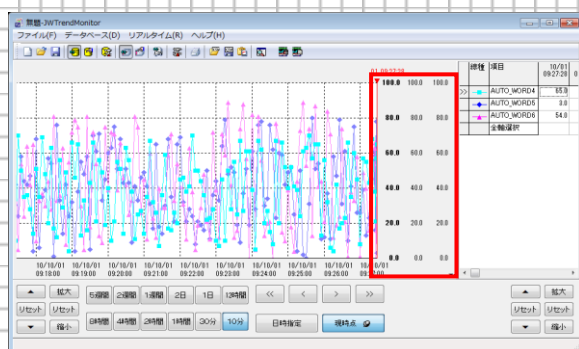 無題-JWTrendMonitor
ファイル(F) データベース(D) リアルタイム(R) ヘルプ(H)
01 09:27:28
線種 項目 10/01 09:27:28
100.0 100.0 100.0
AUTO_WORD4 65.0
AUTO_WORD5 3.0
AUTO_WORD6 54.0
全軸選択
80.0 80.0 80.0
60.0 60.0 60.0
40.0 40.0 40.0
20.0 20.0 20.0
0.0 0.0 0.0
10/10/01 10/10/01 10/10/01 10/10/01 10/10/01 10/10/01 10/10/01 10/10/01 10/10/01
09:18:00 09:19:00 09:20:00 09:21:00 09:22:00 09:23:00 09:24:00 09:25:00 09:26:00
▲ 拡大 5週間 2週間 1週間 2日 1日 12時間 << < > >> ▲ 拡大
リセット リセット リセット リセット
▼ 縮小 8時間 4時間 2時間 1時間 30分 10分 日時指定 現時点 ▼ 縮小